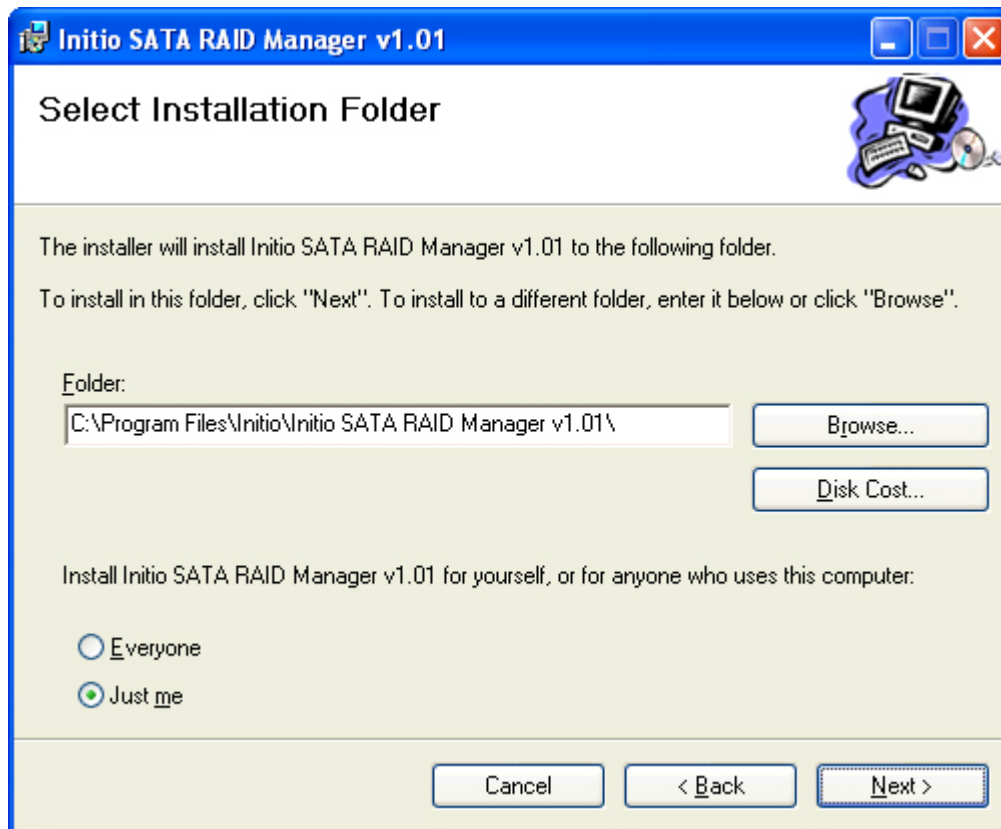 Initio SATA RAID Manager v1.01
Select Installation Folder
The installer will install Initio SATA RAID Manager v1.01 to the following folder.
To install in this folder, click "Next". To install to a different folder, enter it below or click "Browse".
Folder:
C:\Program Files\Initio\Initio SATA RAID Manager v1.01\
Browse...
Disk Cost...
Install Initio SATA RAID Manager v1.01 for yourself, or for anyone who uses this computer:
Everyone
Just me
Cancel
< Back
Next >